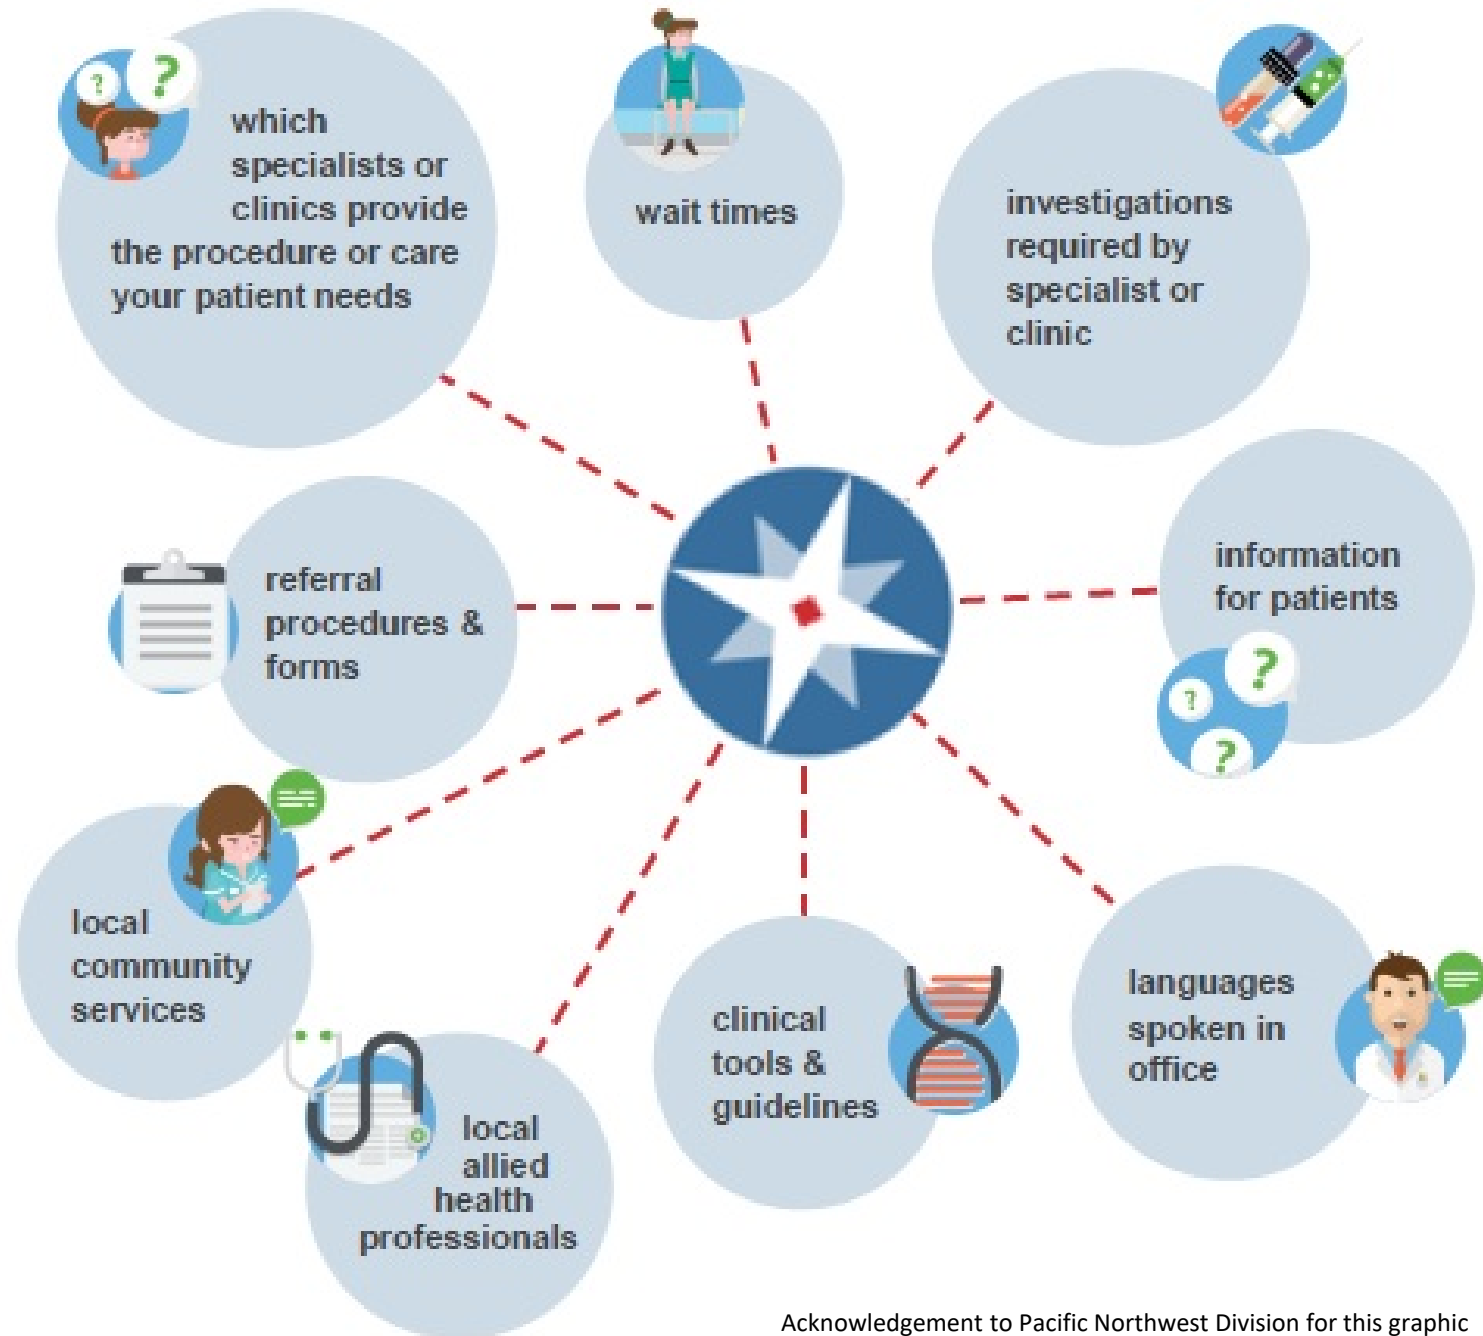 which
specialists or
clinics provide
the procedure or care
your patient needs
wait times
investigations
required by
specialist or
clinic
referral
procedures &
forms
information
for patients
local
community
services
local
allied
health
professionals
clinical
tools &
guidelines
languages
spoken in
office
? ?
? ? ?
Acknowledgement to Pacific Northwest Division for this graphic